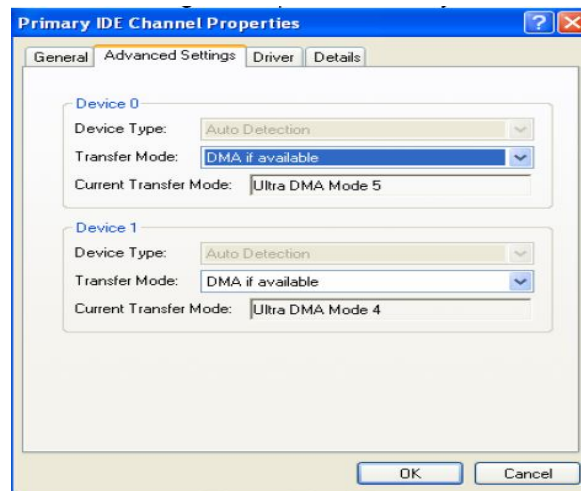 Primary IDE Channel Properties
General Advanced Settings Driver Details
Device 0
Device Type: Auto Detection
Transfer Mode: DMA if available
Current Transfer Mode: Ultra DMA Mode 5
Device 1
Device Type: Auto Detection
Transfer Mode: DMA if available
Current Transfer Mode: Ultra DMA Mode 4
OK Cancel